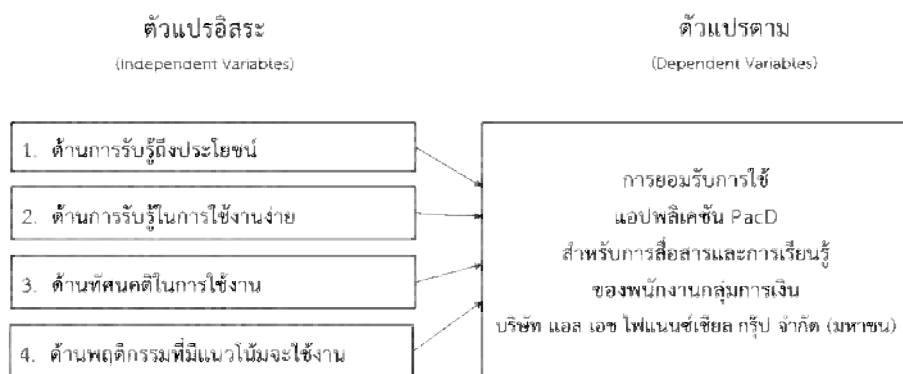 ตัวแปรอิสระ
(Independent Variables)
1. ด้านการรับรู้ถึงประโยชน์
2. ด้านการรับรู้ในการใช้งานง่าย
3. ด้านทัศนคติในการใช้งาน
4. ด้านพฤติกรรมที่มีแนวโน้มจะใช้งาน
ตัวแปรตาม
(Dependent Variables)
การยอมรับการใช้
แอปพลิเคชัน PacD
สำหรับการสื่อสารและการเรียนรู้
ของพนักงานกลุ่มการเงิน
บริษัท แอล เอช ไฟแนนซ์เชียล กรุ๊ป จำกัด (มหาชน)